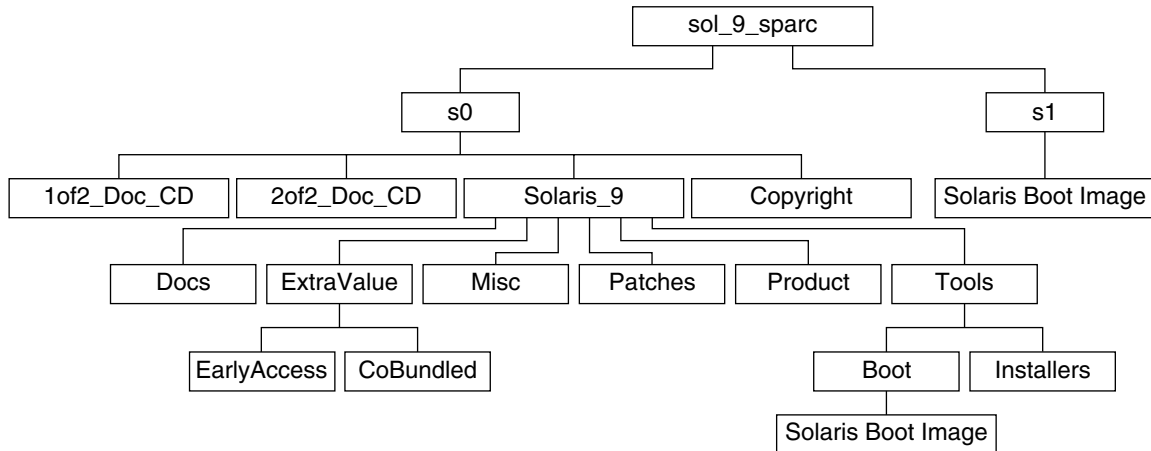 sol_9_sparc
s0
s1
1of2_Doc_CD
2of2_Doc_CD
Solaris_9
Copyright
Solaris Boot Image
Docs
ExtraValue
Misc
Patches
Product
Tools
EarlyAccess
CoBundled
Boot
Installers
Solaris Boot Image